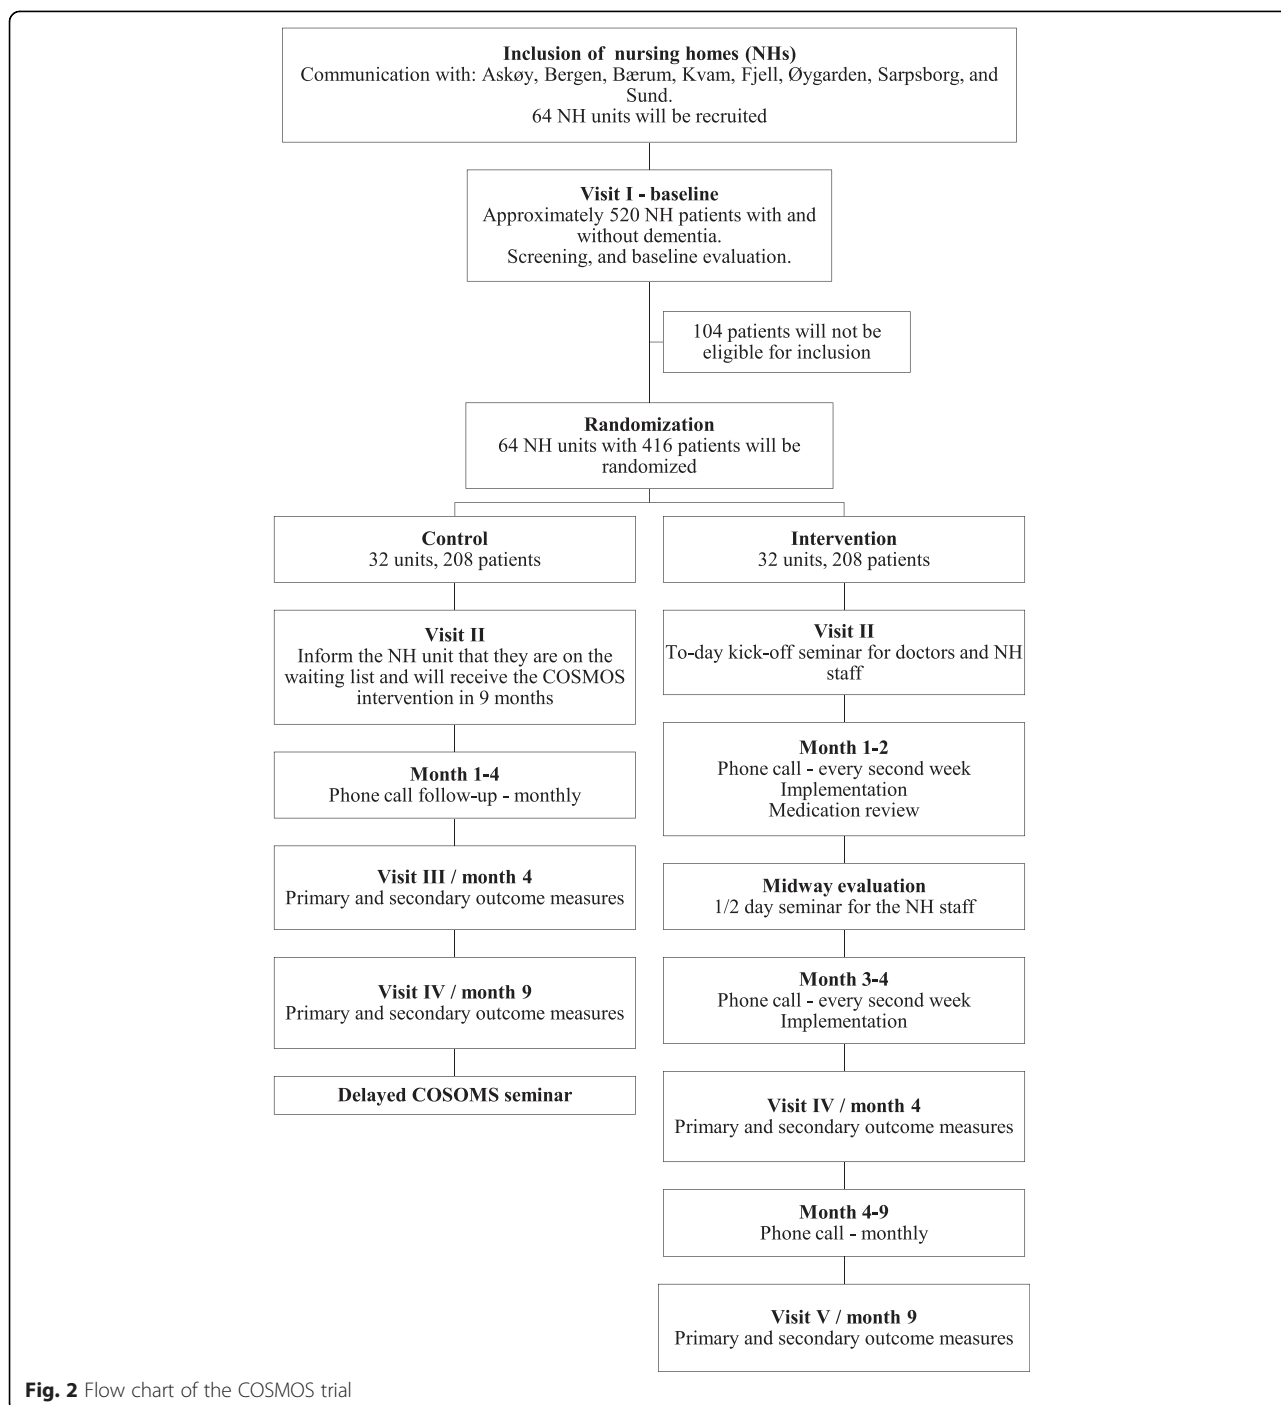 Inclusion of nursing homes (NHs)
Communication with: Askøy, Bergen, Bærum, Kvam, Fjell, Øygarden, Sarpsborg, and
Sund.
64 NH units will be recruited
Visit I - baseline
Approximately 520 NH patients with and
without dementia.
Screening, and baseline evaluation.
104 patients will not be
eligible for inclusion
Randomization
64 NH units with 416 patients will be
randomized
Control
32 units, 208 patients
Visit II
Inform the NH unit that they are on the
waiting list and will receive the COSMOS
intervention in 9 months
Month 1-4
Phone call follow-up - monthly
Visit III / month 4
Primary and secondary outcome measures
Visit IV / month 9
Primary and secondary outcome measures
Delayed COSOMS seminar
Intervention
32 units, 208 patients
Visit II
To-day kick-off seminar for doctors and NH
staff
Month 1-2
Phone call - every second week
Implementation
Medication review
Midway evaluation
1/2 day seminar for the NH staff
Month 3-4
Phone call - every second week
Implementation
Visit IV / month 4
Primary and secondary outcome measures
Month 4-9
Phone call - monthly
Visit V / month 9
Primary and secondary outcome measures
Fig. 2 Flow chart of the COSMOS trial